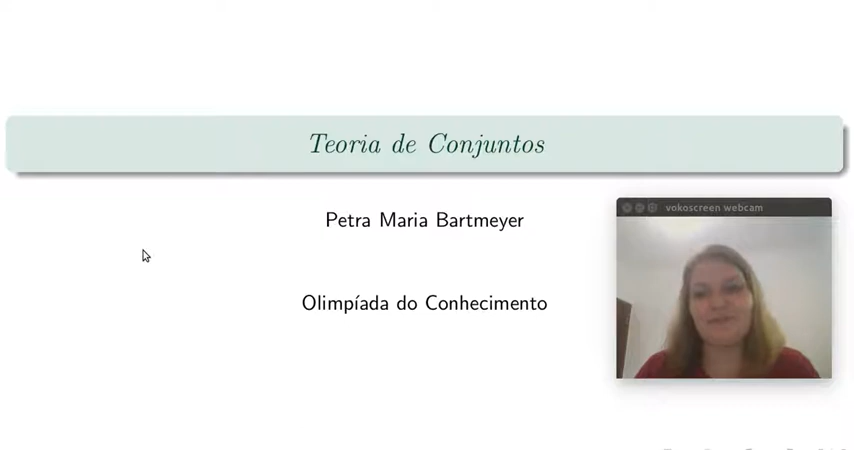 Teoria de Conjuntos
Petra Maria Bartmeyer
vokoscreen webcam
Olimpíada do Conhecimento